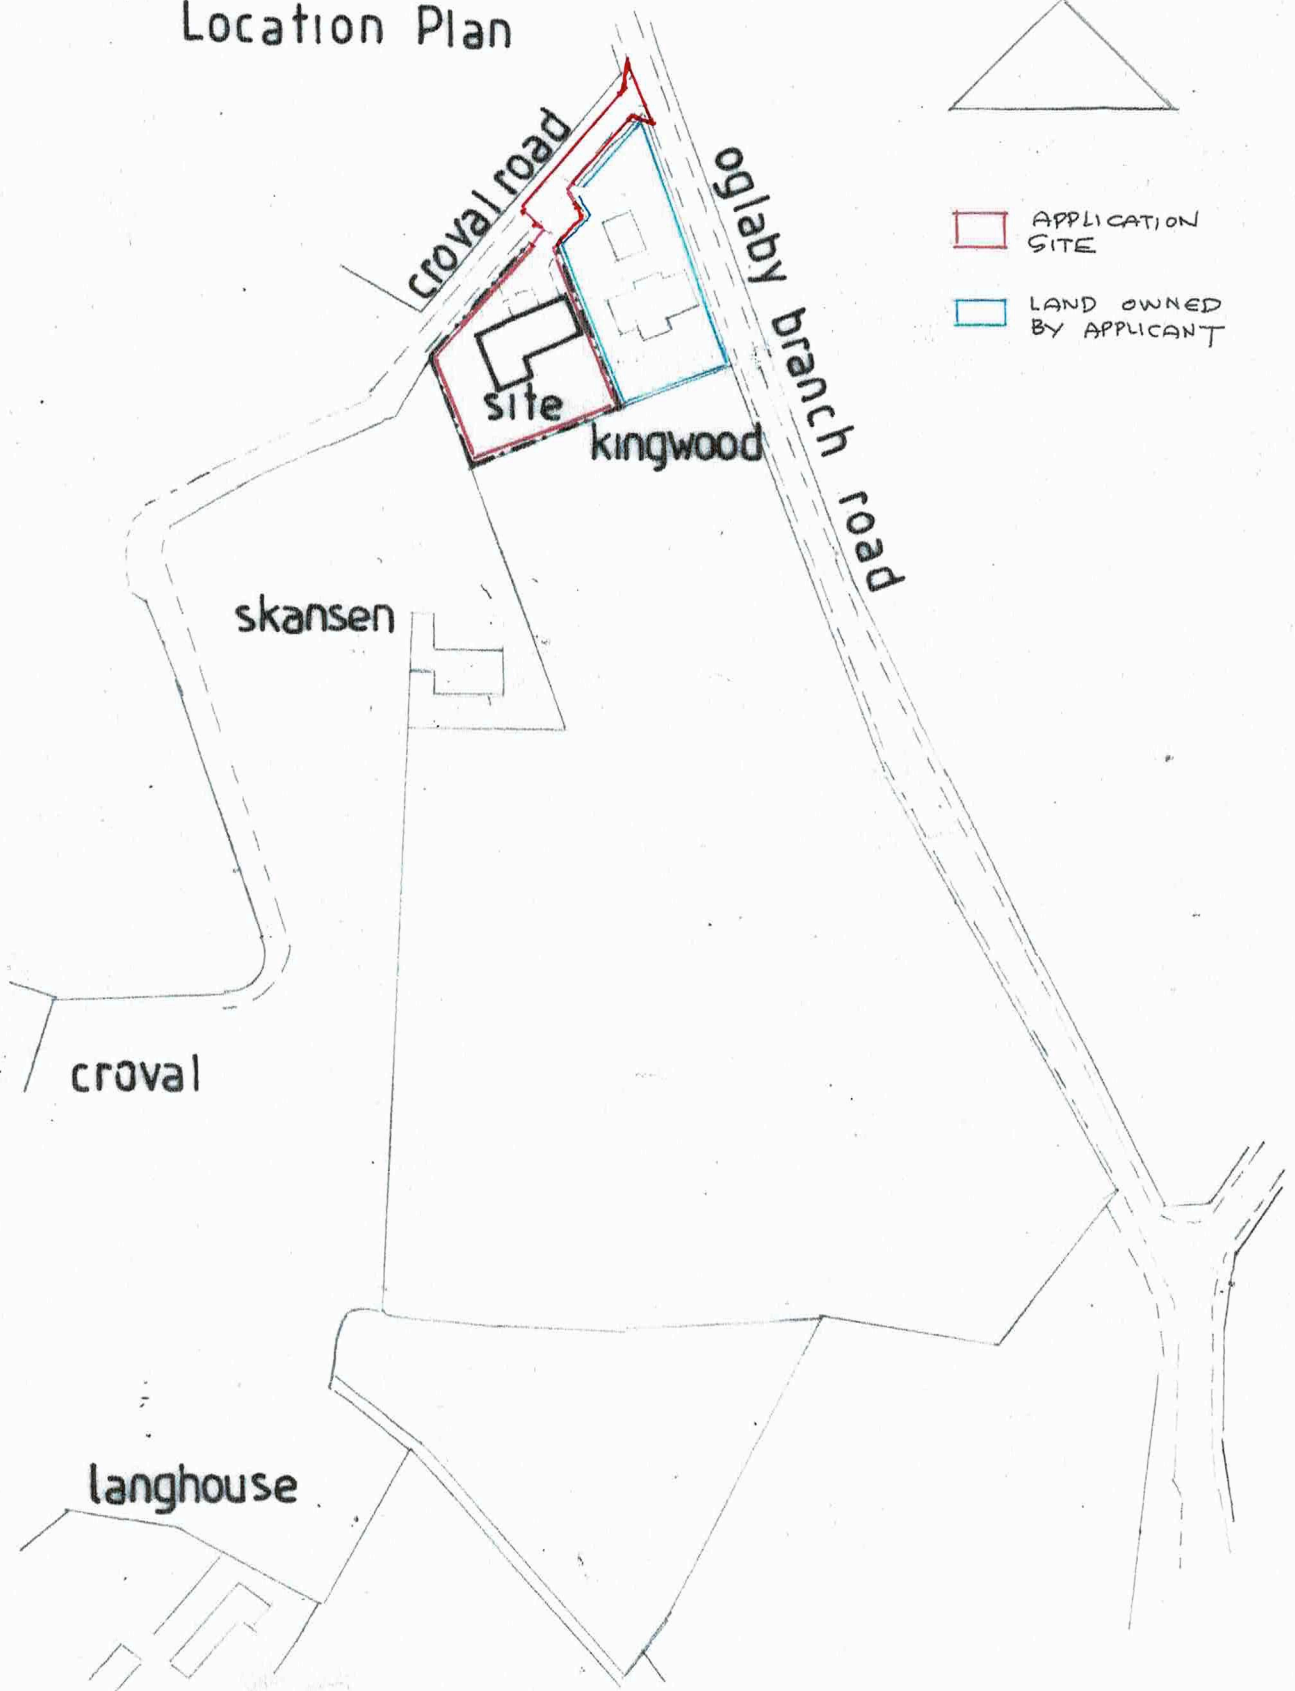 Location Plan
croval road
oglaby branch road
APPLICATION
SITE
LAND OWNED
BY APPLICANT
site
kingwood
skansen
croval
langhouse